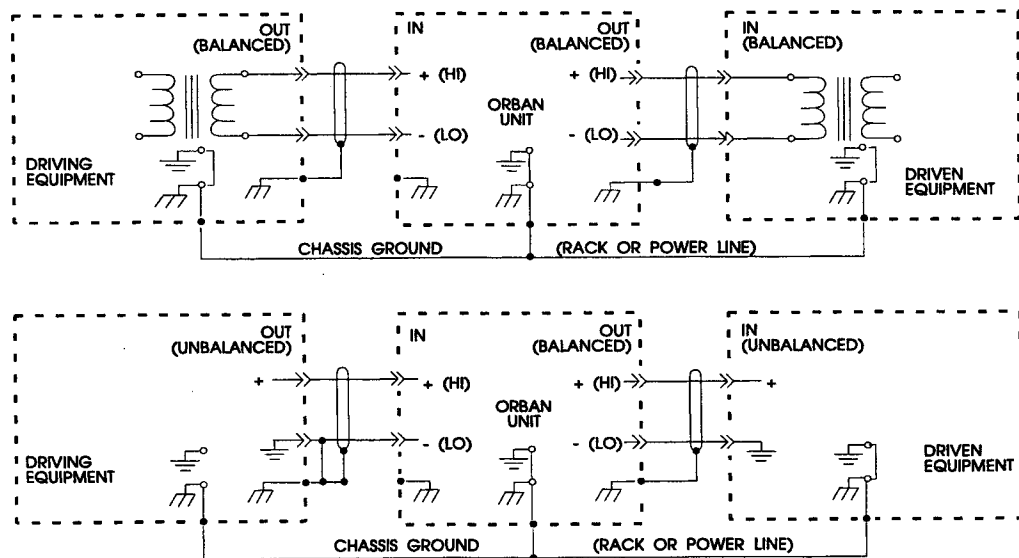 OUT
(BALANCED)
IN
OUT
(BALANCED)
IN
(BALANCED)
+ (HI)
+ (HI)
ORBAN
UNIT
- (LO)
- (LO)
DRIVING
EQUIPMENT
DRIVEN
EQUIPMENT
CHASSIS GROUND
(RACK OR POWER LINE)
OUT
(UNBALANCED)
IN
OUT
(BALANCED)
IN
(UNBALANCED)
+
+ (HI)
+ (HI)
+
ORBAN
UNIT
- (LO)
- (LO)
DRIVING
EQUIPMENT
DRIVEN
EQUIPMENT
CHASSIS GROUND
(RACK OR POWER LINE)